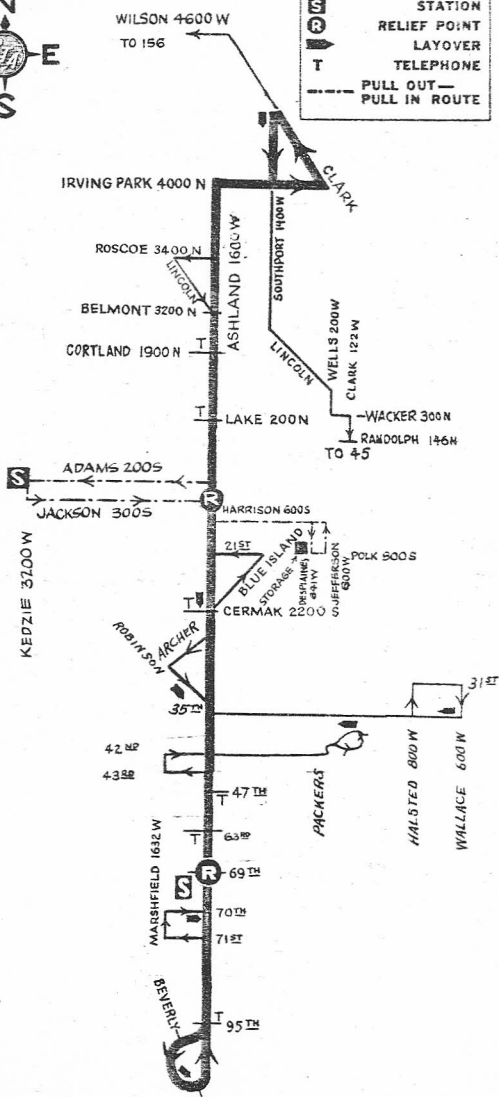 N
E
S
S STATION
R RELIEF POINT
LAYOVER
T TELEPHONE
PULL OUT—
PULL IN ROUTE
WILSON 4600 W
TO 156
CLARK
IRVING PARK 4000 N
ASHLAND 1600 W
SOUTHPORT 1400W
ROSCOE 3400 N
LINCOLN
BELMONT 3200 N
T
CORTLAND 1900 N
LINCOLN
WELLS 200W
CLARK 122W
T
LAKE 200N
WACKER 300N
RANDOLPH 146N
TO 45
S
ADAMS 200S
JACKSON 300S
R
KEDZIE 3200W
HARRISON 600S
21ST
BLUE ISLAND
STORAGE
DESPLAINES
641W
JEFFERSON
600W
POLK 800S
T
CERMAK 2200 S
ARCHER
ROBINSON
35TH
31ST
HALSTED 800 W
WALLACE 600 W
42ND
43RD
PACKERS
47TH
T
63RD
T
MARSHFIELD 1632 W
R
69TH
S
70TH
71ST
BEVERLY
T
95TH